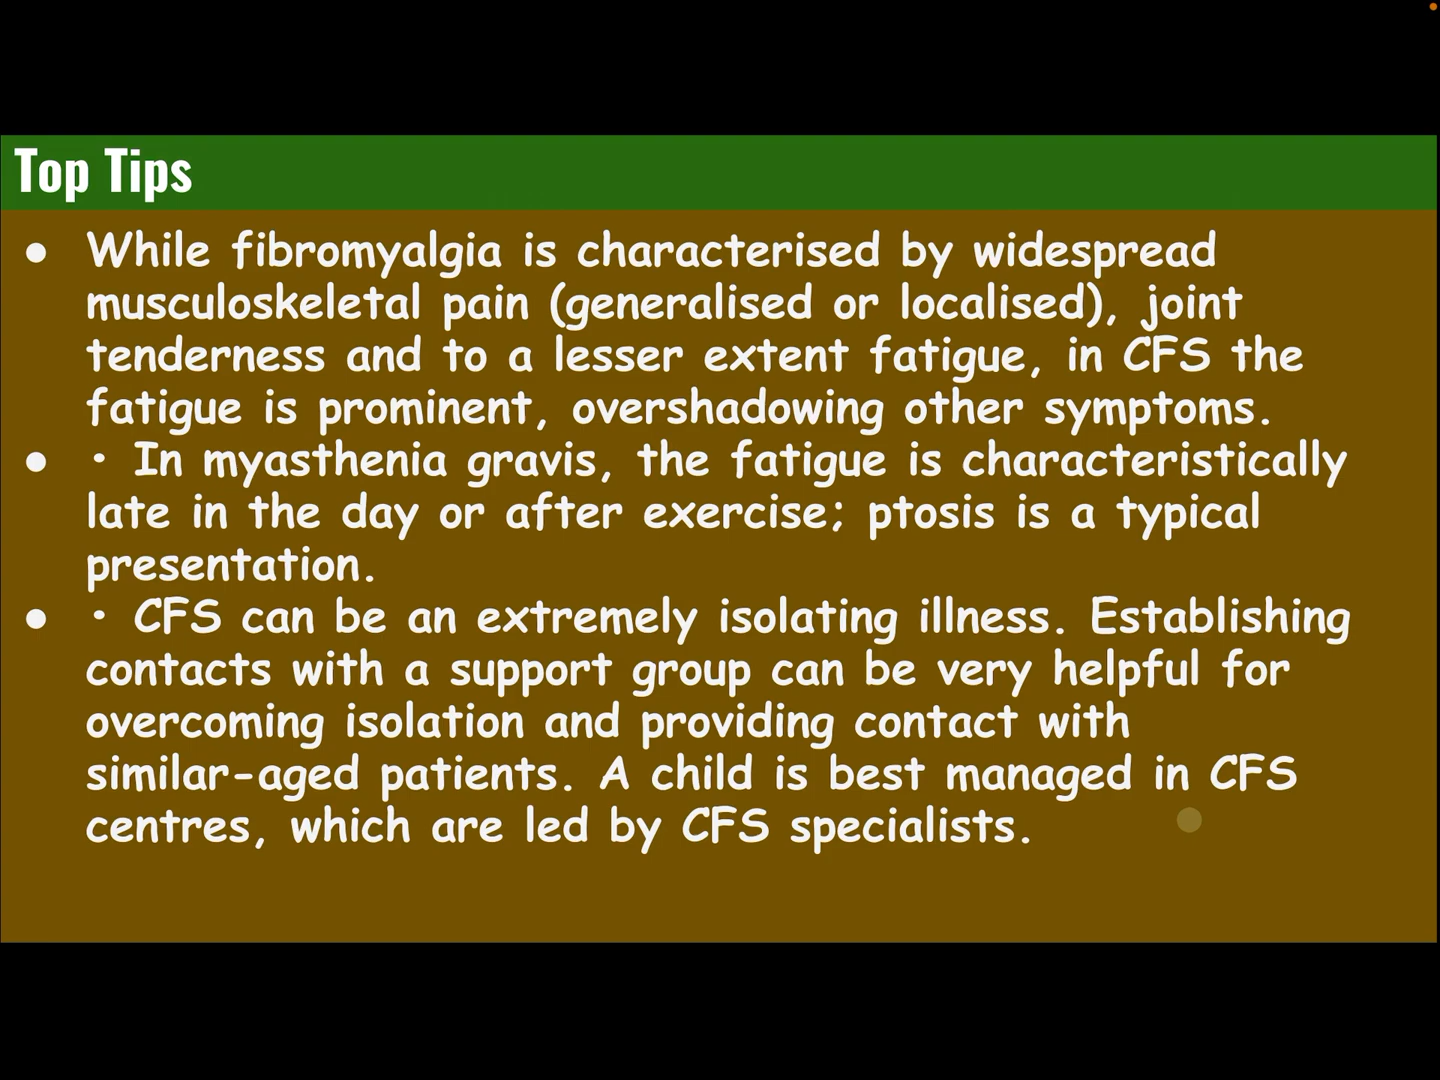 Top Tips
● While fibromyalgia is characterised by widespread
musculoskeletal pain (generalised or localised), joint
tenderness and to a lesser extent fatigue, in CFS the
fatigue is prominent, overshadowing other symptoms.
● • In myasthenia gravis, the fatigue is characteristically
late in the day or after exercise; ptosis is a typical
presentation.
● • CFS can be an extremely isolating illness. Establishing
contacts with a support group can be very helpful for
overcoming isolation and providing contact with
similar-aged patients. A child is best managed in CFS
centres, which are led by CFS specialists.